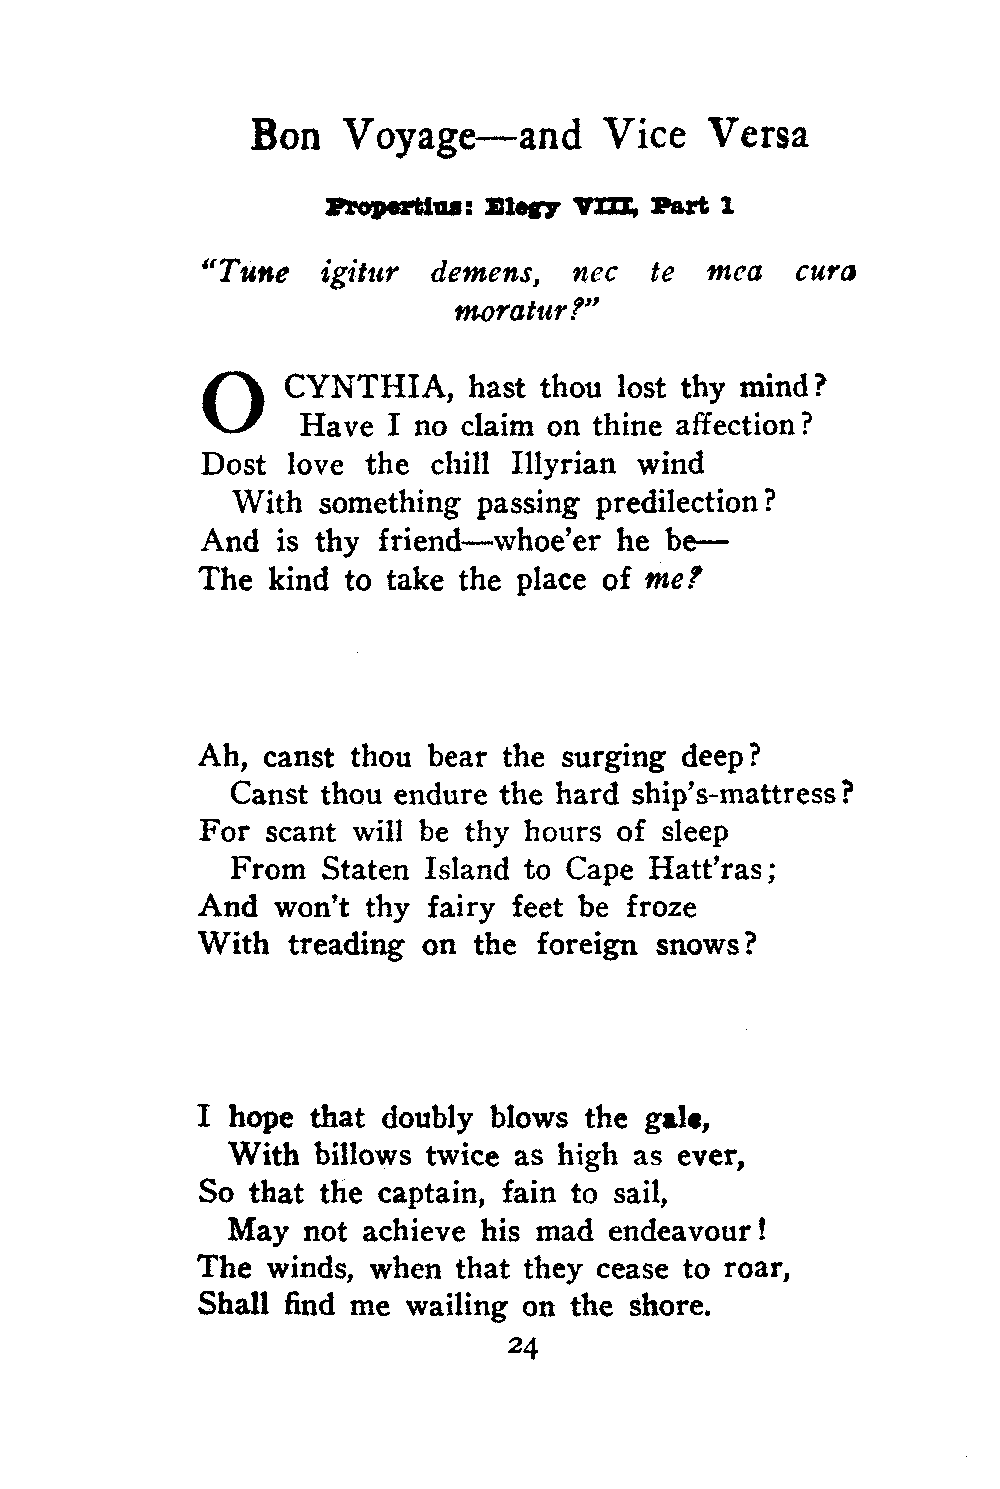 Bon Voyage—and Vice Versa
Propertius: Elegy VIII, Part 1
"Tune igitur demens, nec te mea cura
moratur?"
O CYNTHIA, hast thou lost thy mind?
Have I no claim on thine affection?
Dost love the chill Illyrian wind
With something passing predilection?
And is thy friend—whoe'er he be—
The kind to take the place of me?
Ah, canst thou bear the surging deep?
Canst thou endure the hard ship's-mattress?
For scant will be thy hours of sleep
From Staten Island to Cape Hatt'ras;
And won't thy fairy feet be froze
With treading on the foreign snows?
I hope that doubly blows the gale,
With billows twice as high as ever,
So that the captain, fain to sail,
May not achieve his mad endeavour!
The winds, when that they cease to roar,
Shall find me wailing on the shore.
24